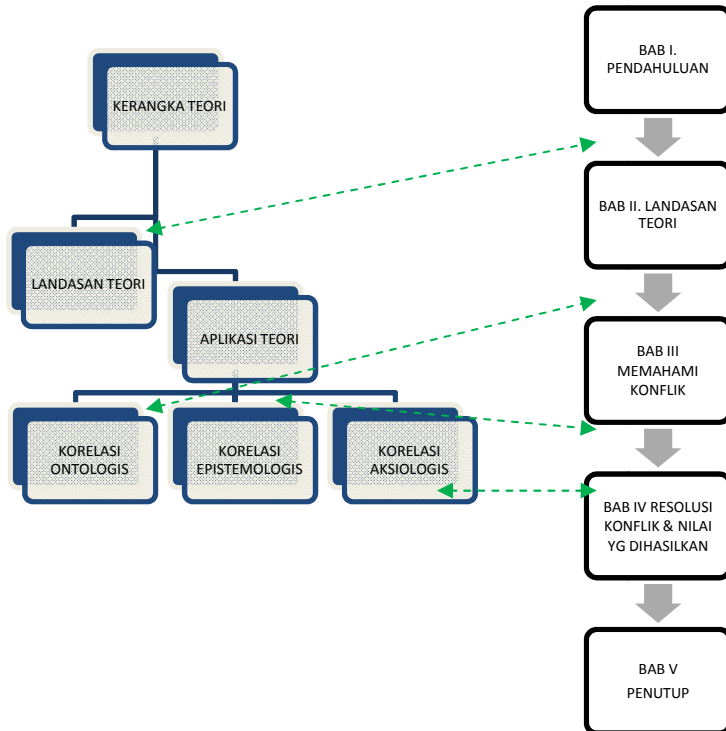 KERANGKA TEORI
LANDASAN TEORI
APLIKASI TEORI
KORELASI
ONTOLOGIS
KORELASI
EPISTEMOLOGIS
KORELASI
AKSIOLOGIS
BAB I.
PENDAHULUAN
BAB II. LANDASAN
TEORI
BAB III
MEMAHAMI
KONFLIK
BAB IV RESOLUSI
KONFLIK & NILAI
YG DIHASILKAN
BAB V
PENUTUP